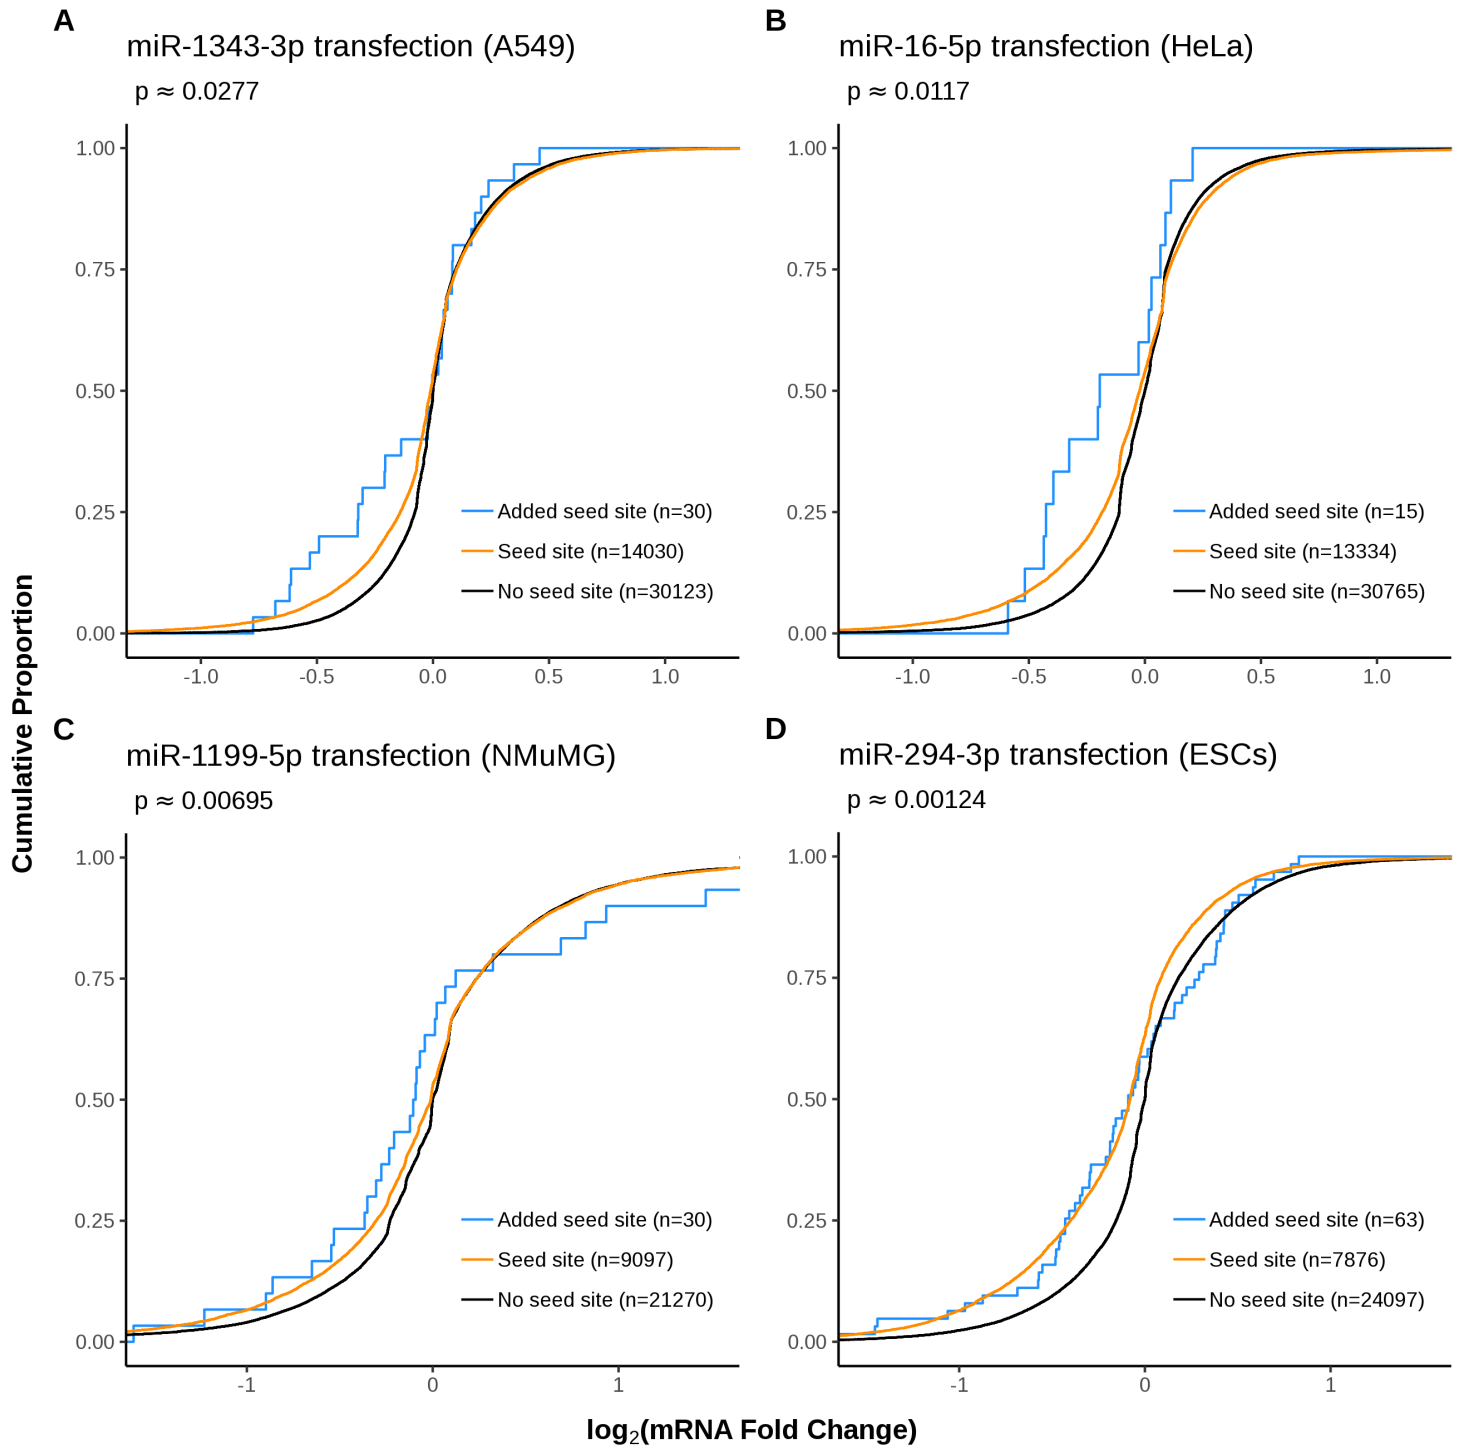 A
miR-1343-3p transfection (A549)
p ≈ 0.0277
1.00
0.75
0.50
0.25
0.00
Added seed site (n=30)
Seed site (n=14030)
No seed site (n=30123)
-1.0 -0.5 0.0 0.5 1.0
B
miR-16-5p transfection (HeLa)
p ≈ 0.0117
1.00
0.75
0.50
0.25
0.00
Added seed site (n=15)
Seed site (n=13334)
No seed site (n=30765)
-1.0 -0.5 0.0 0.5 1.0
Cumulative Proportion
C
miR-1199-5p transfection (NMuMG)
p ≈ 0.00695
1.00
0.75
0.50
0.25
0.00
Added seed site (n=30)
Seed site (n=9097)
No seed site (n=21270)
-1 0 1
D
miR-294-3p transfection (ESCs)
p ≈ 0.00124
1.00
0.75
0.50
0.25
0.00
Added seed site (n=63)
Seed site (n=7876)
No seed site (n=24097)
-1 0 1
log₂(mRNA Fold Change)